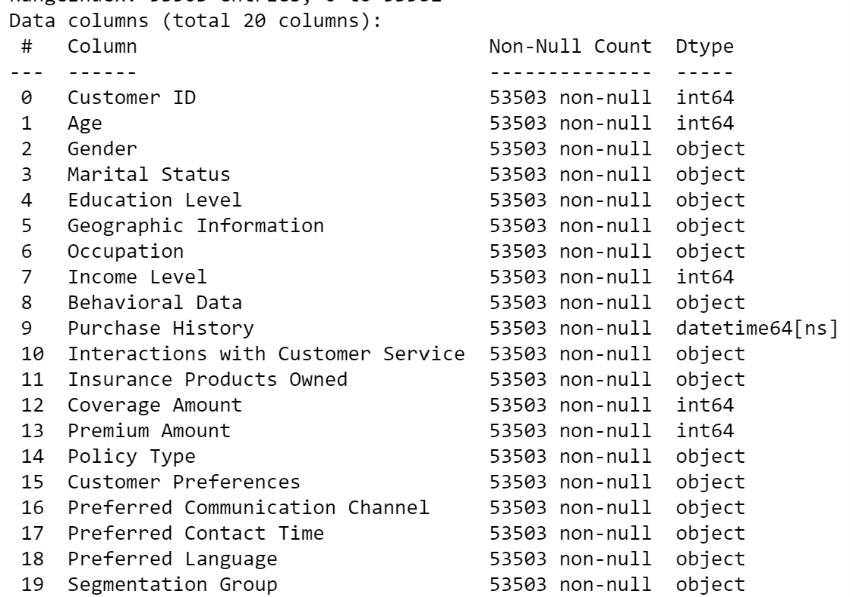 Data columns (total 20 columns):
 #   Column                              Non-Null Count  Dtype
---  ------                              --------------  -----
 0   Customer ID                         53503 non-null  int64
 1   Age                                 53503 non-null  int64
 2   Gender                              53503 non-null  object
 3   Marital Status                      53503 non-null  object
 4   Education Level                     53503 non-null  object
 5   Geographic Information              53503 non-null  object
 6   Occupation                          53503 non-null  object
 7   Income Level                        53503 non-null  int64
 8   Behavioral Data                     53503 non-null  object
 9   Purchase History                    53503 non-null  datetime64[ns]
 10  Interactions with Customer Service  53503 non-null  object
 11  Insurance Products Owned            53503 non-null  object
 12  Coverage Amount                     53503 non-null  int64
 13  Premium Amount                      53503 non-null  int64
 14  Policy Type                         53503 non-null  object
 15  Customer Preferences                53503 non-null  object
 16  Preferred Communication Channel     53503 non-null  object
 17  Preferred Contact Time              53503 non-null  object
 18  Preferred Language                  53503 non-null  object
 19  Segmentation Group                  53503 non-null  object